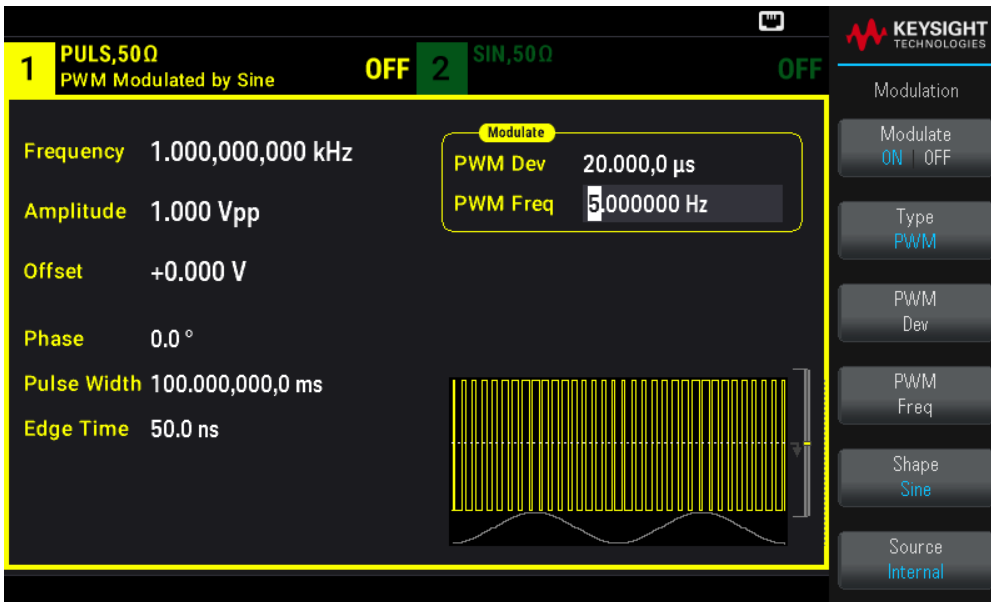 1
PULS,50Ω
PWM Modulated by Sine
OFF
2
SIN,50Ω
OFF
Frequency 1.000,000,000 kHz
Amplitude 1.000 Vpp
Offset +0.000 V
Phase 0.0 °
Pulse Width 100.000,000,0 ms
Edge Time 50.0 ns
Modulate
PWM Dev 20.000,0 µs
PWM Freq 5.000000 Hz
KEYSIGHT
TECHNOLOGIES
Modulation
Modulate
ON | OFF
Type
PWM
PWM
Dev
PWM
Freq
Shape
Sine
Source
Internal